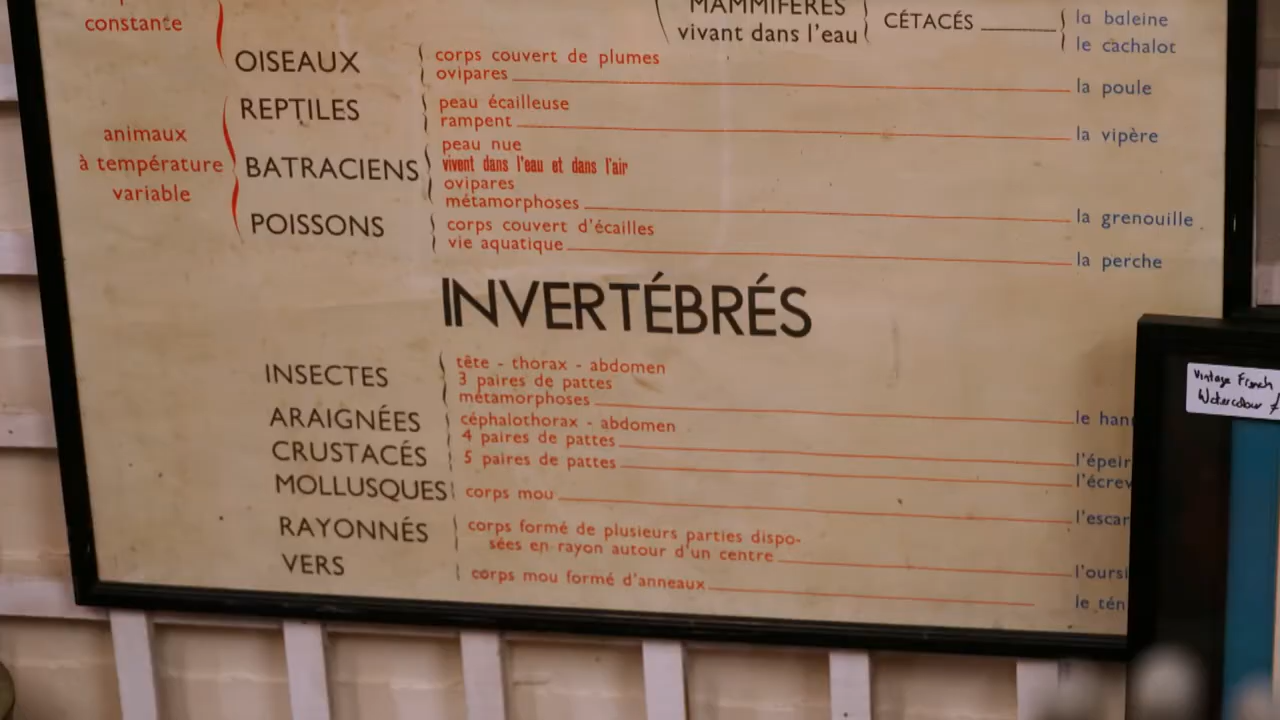 constante
MAMMIFÈRES
vivant dans l'eau
CÉTACÉS
la baleine
le cachalot
OISEAUX
corps couvert de plumes
ovipares
la poule
animaux
à température
variable
REPTILES
peau écailleuse
rampent
la vipère
BATRACIENS
peau nue
vivent dans l'eau et dans l'air
ovipares
métamorphoses
la grenouille
POISSONS
corps couvert d'écailles
vie aquatique
la perche
INVERTÉBRÉS
INSECTES
tête - thorax - abdomen
3 paires de pattes
métamorphoses
le han
ARAIGNÉES
céphalothorax - abdomen
4 paires de pattes
l'épeir
CRUSTACÉS
5 paires de pattes
l'écrev
MOLLUSQUES
corps mou
l'escar
RAYONNÉS
corps formé de plusieurs parties dispo-
sées en rayon autour d'un centre
l'oursi
VERS
corps mou formé d'anneaux
le tén
Vintage French
Watercolour